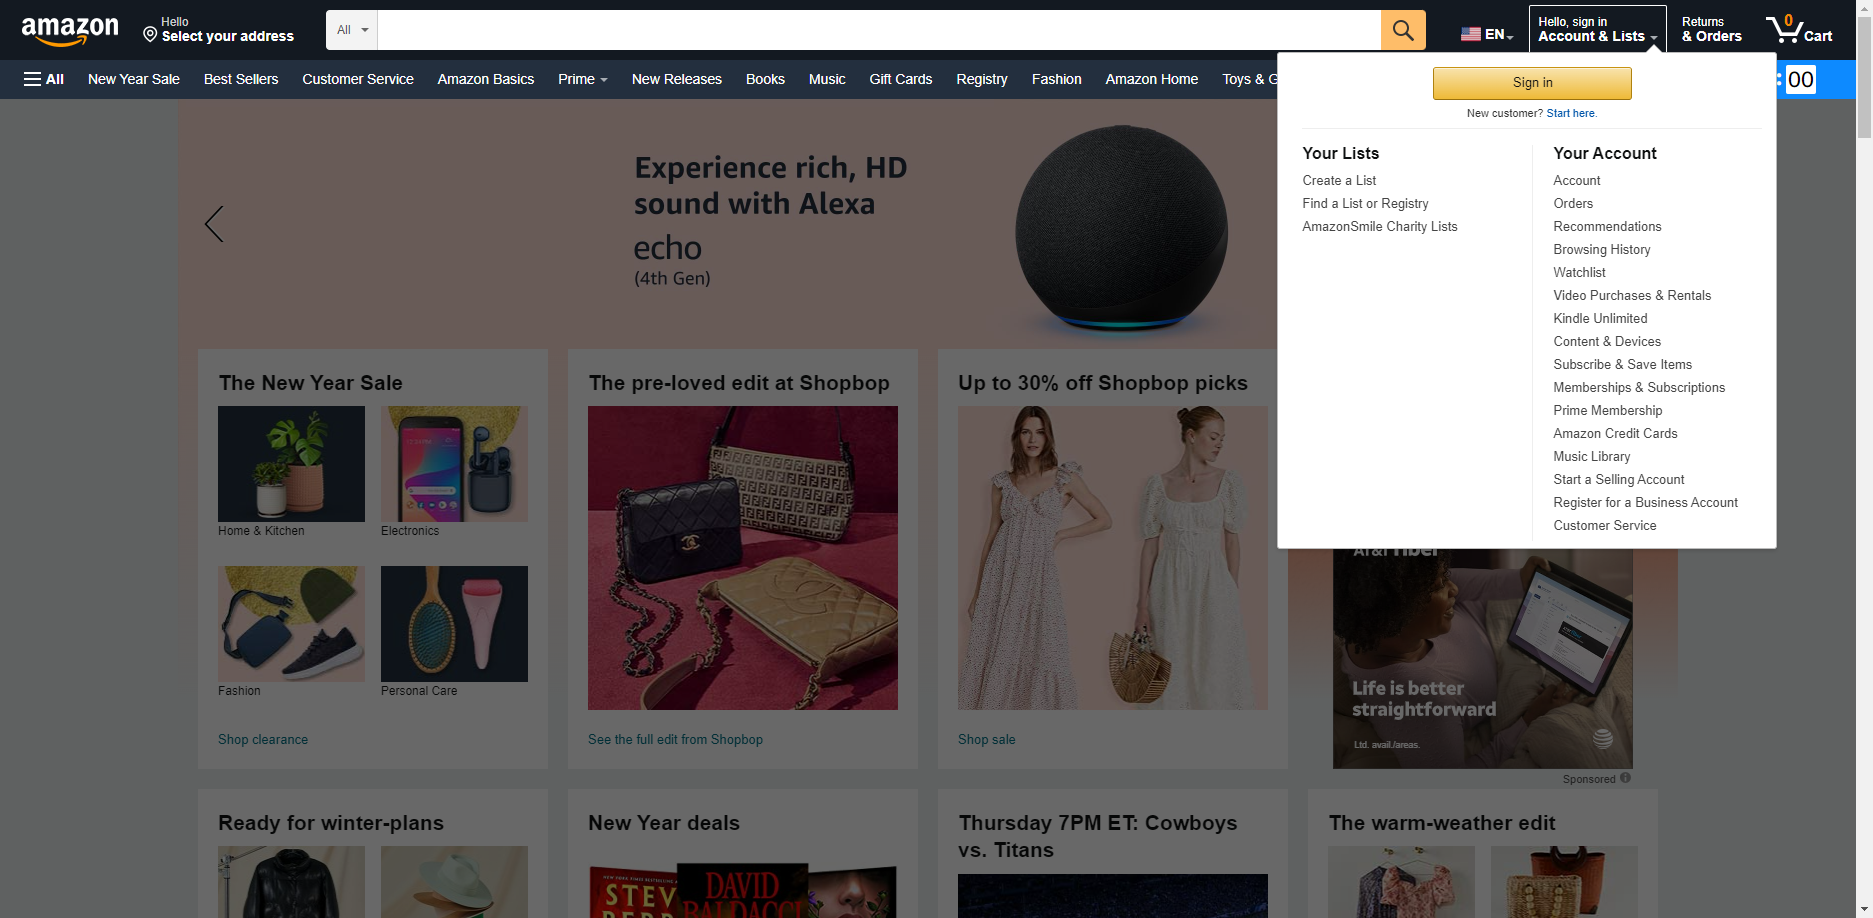 amazon
Hello
Select your address
All
EN
Hello, sign in
Account & Lists
Returns
& Orders
0
Cart
All
New Year Sale
Best Sellers
Customer Service
Amazon Basics
Prime
New Releases
Books
Music
Gift Cards
Registry
Fashion
Amazon Home
Toys & G
: 00
Sign in
New customer? Start here.
Your Lists
Create a List
Find a List or Registry
AmazonSmile Charity Lists
Your Account
Account
Orders
Recommendations
Browsing History
Watchlist
Video Purchases & Rentals
Kindle Unlimited
Content & Devices
Subscribe & Save Items
Memberships & Subscriptions
Prime Membership
Amazon Credit Cards
Music Library
Start a Selling Account
Register for a Business Account
Customer Service
Experience rich, HD
sound with Alexa
echo
(4th Gen)
The New Year Sale
Home & Kitchen
Electronics
Fashion
Personal Care
Shop clearance
The pre-loved edit at Shopbop
See the full edit from Shopbop
Up to 30% off Shopbop picks
Shop sale
AT&T Fiber
Life is better
straightforward
Ltd. avail./areas.
Sponsored
Ready for winter-plans
New Year deals
STEV
DAVID
BALDACCI
Thursday 7PM ET: Cowboys
vs. Titans
The warm-weather edit